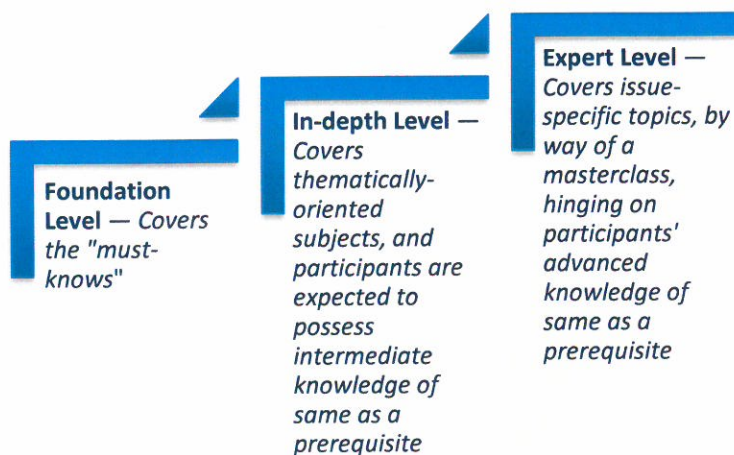 Foundation
Level — Covers
the "must-
knows"
In-depth Level —
Covers
thematically-
oriented
subjects, and
participants are
expected to
possess
intermediate
knowledge of
same as a
prerequisite
Expert Level —
Covers issue-
specific topics, by
way of a
masterclass,
hinging on
participants'
advanced
knowledge of
same as a
prerequisite